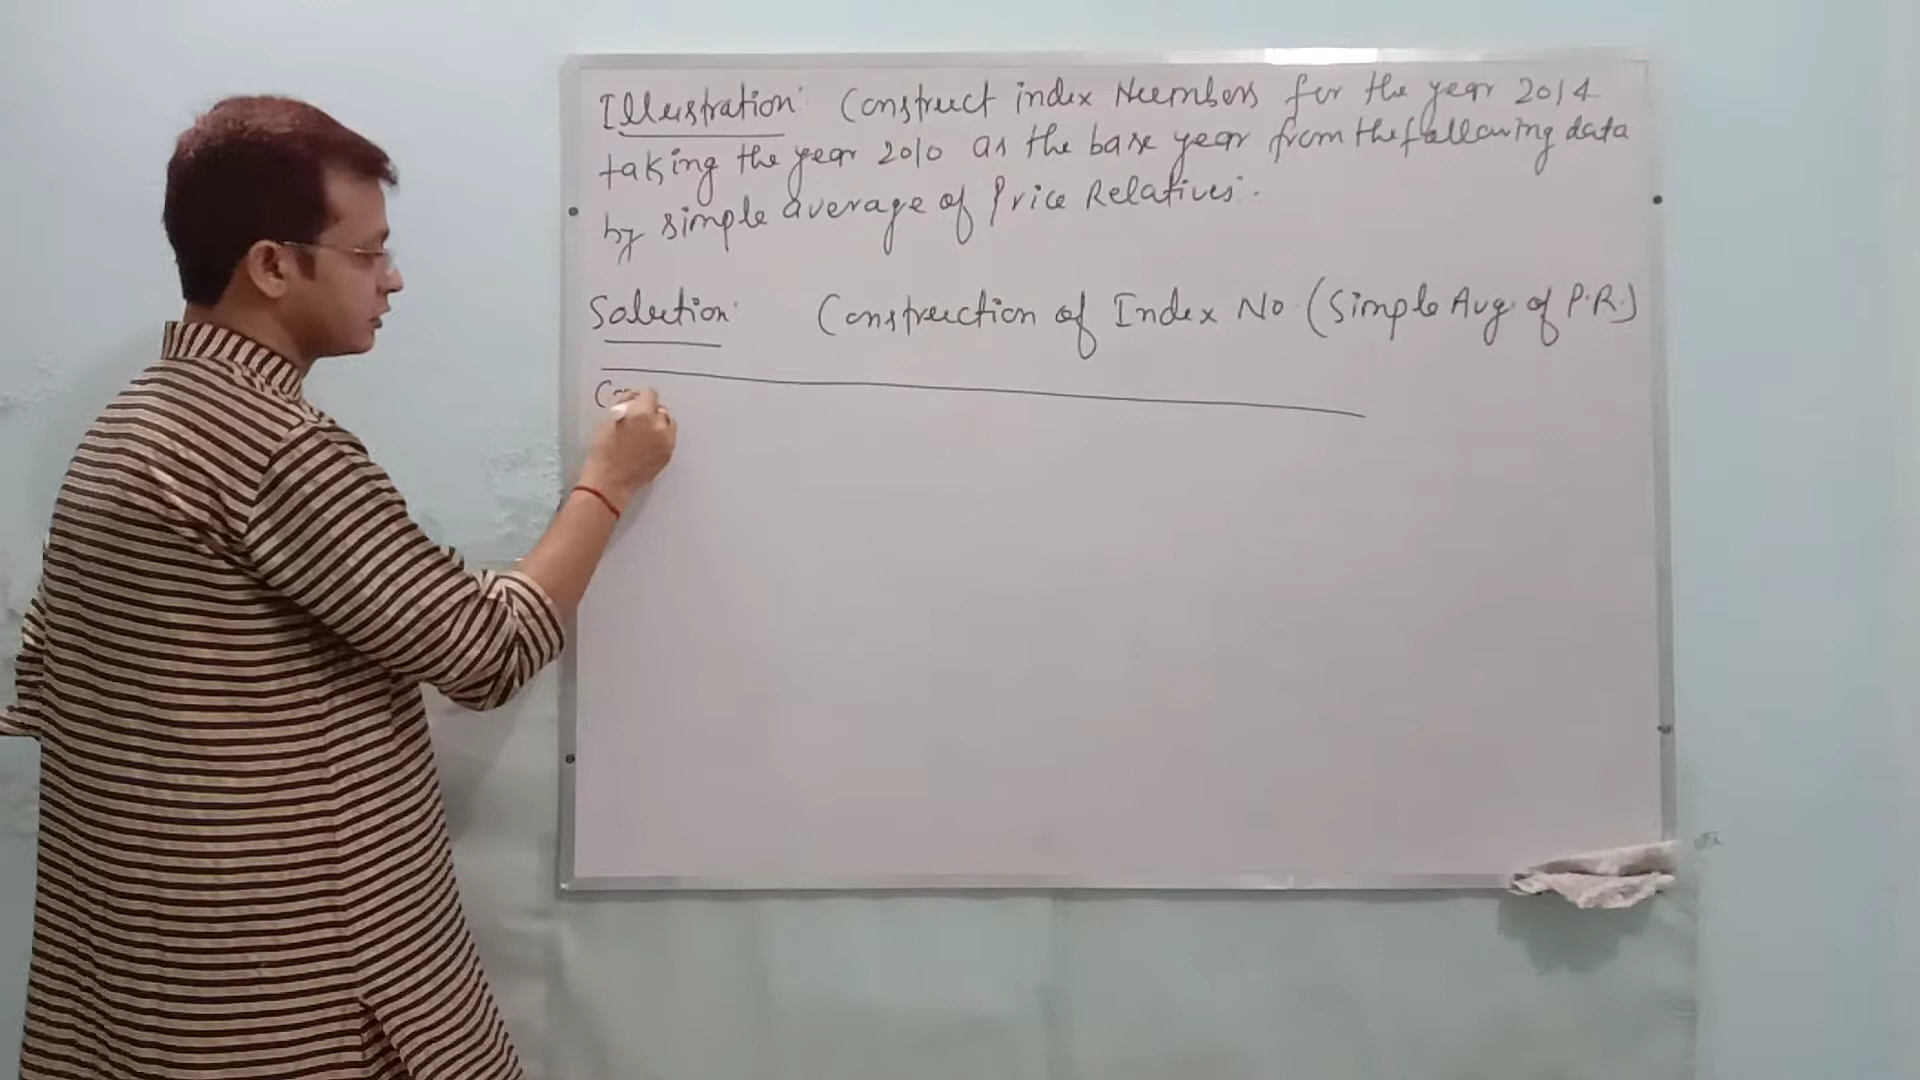 Illustration: Construct index Numbers for the year 2014
taking the year 2010 as the base year from the following data
by simple average of Price Relatives:-
Solution: Construction of Index No. (Simple Avg. of P.R.)